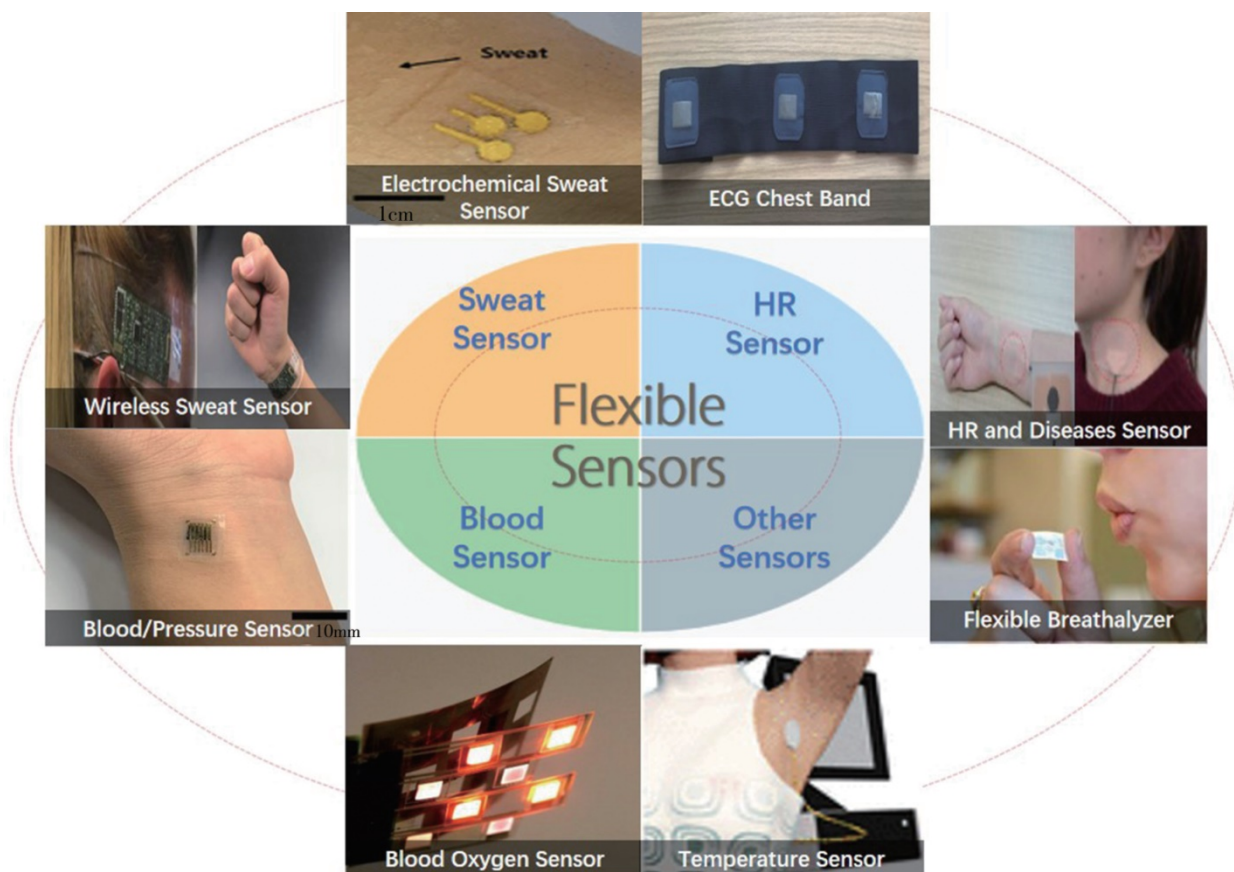 Sweat
Electrochemical Sweat
Sensor
1cm
ECG Chest Band
Wireless Sweat Sensor
HR and Diseases Sensor
Sweat
Sensor
HR
Sensor
Flexible
Sensors
Blood
Sensor
Other
Sensors
Blood/Pressure Sensor
10mm
Flexible Breathalyzer
Blood Oxygen Sensor
Temperature Sensor